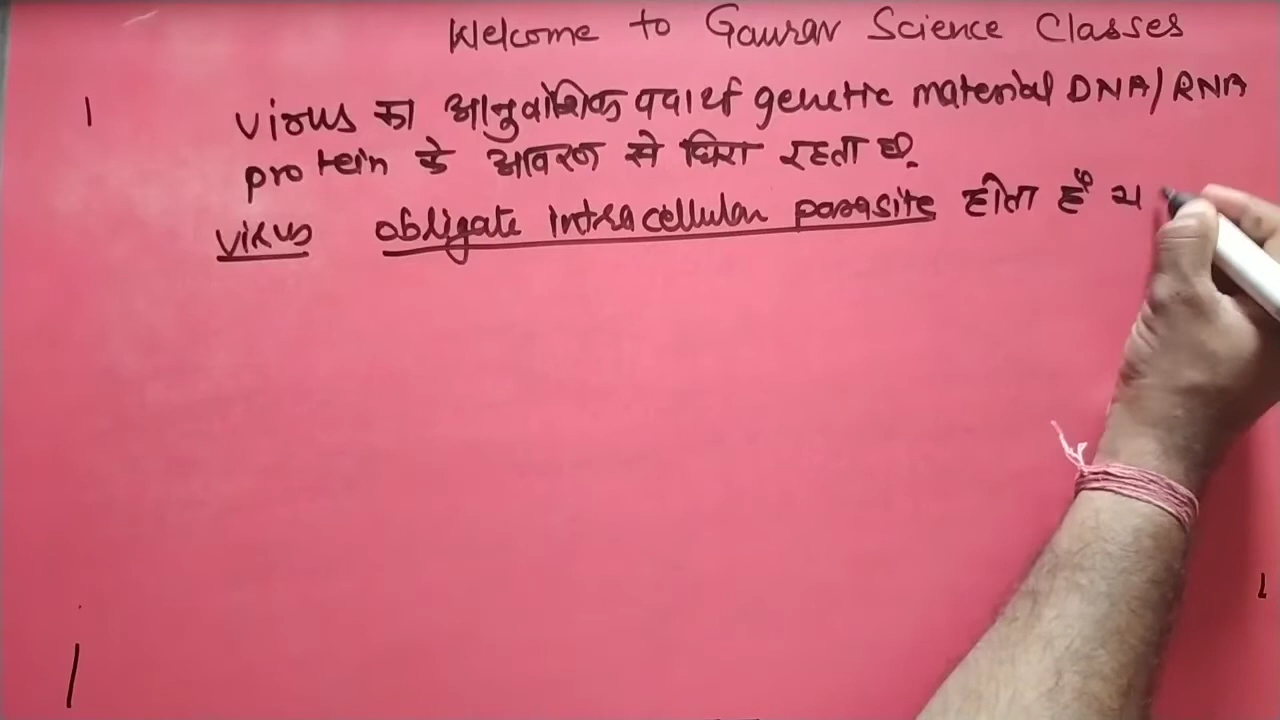 Welcome to Gaurav Science Classes
1 virus का आनुवांशिक पदार्थ genetic material DNA/RNA
protein के आवरण से घिरा रहता है.
virus obligate intracellular parasite होता हैं य